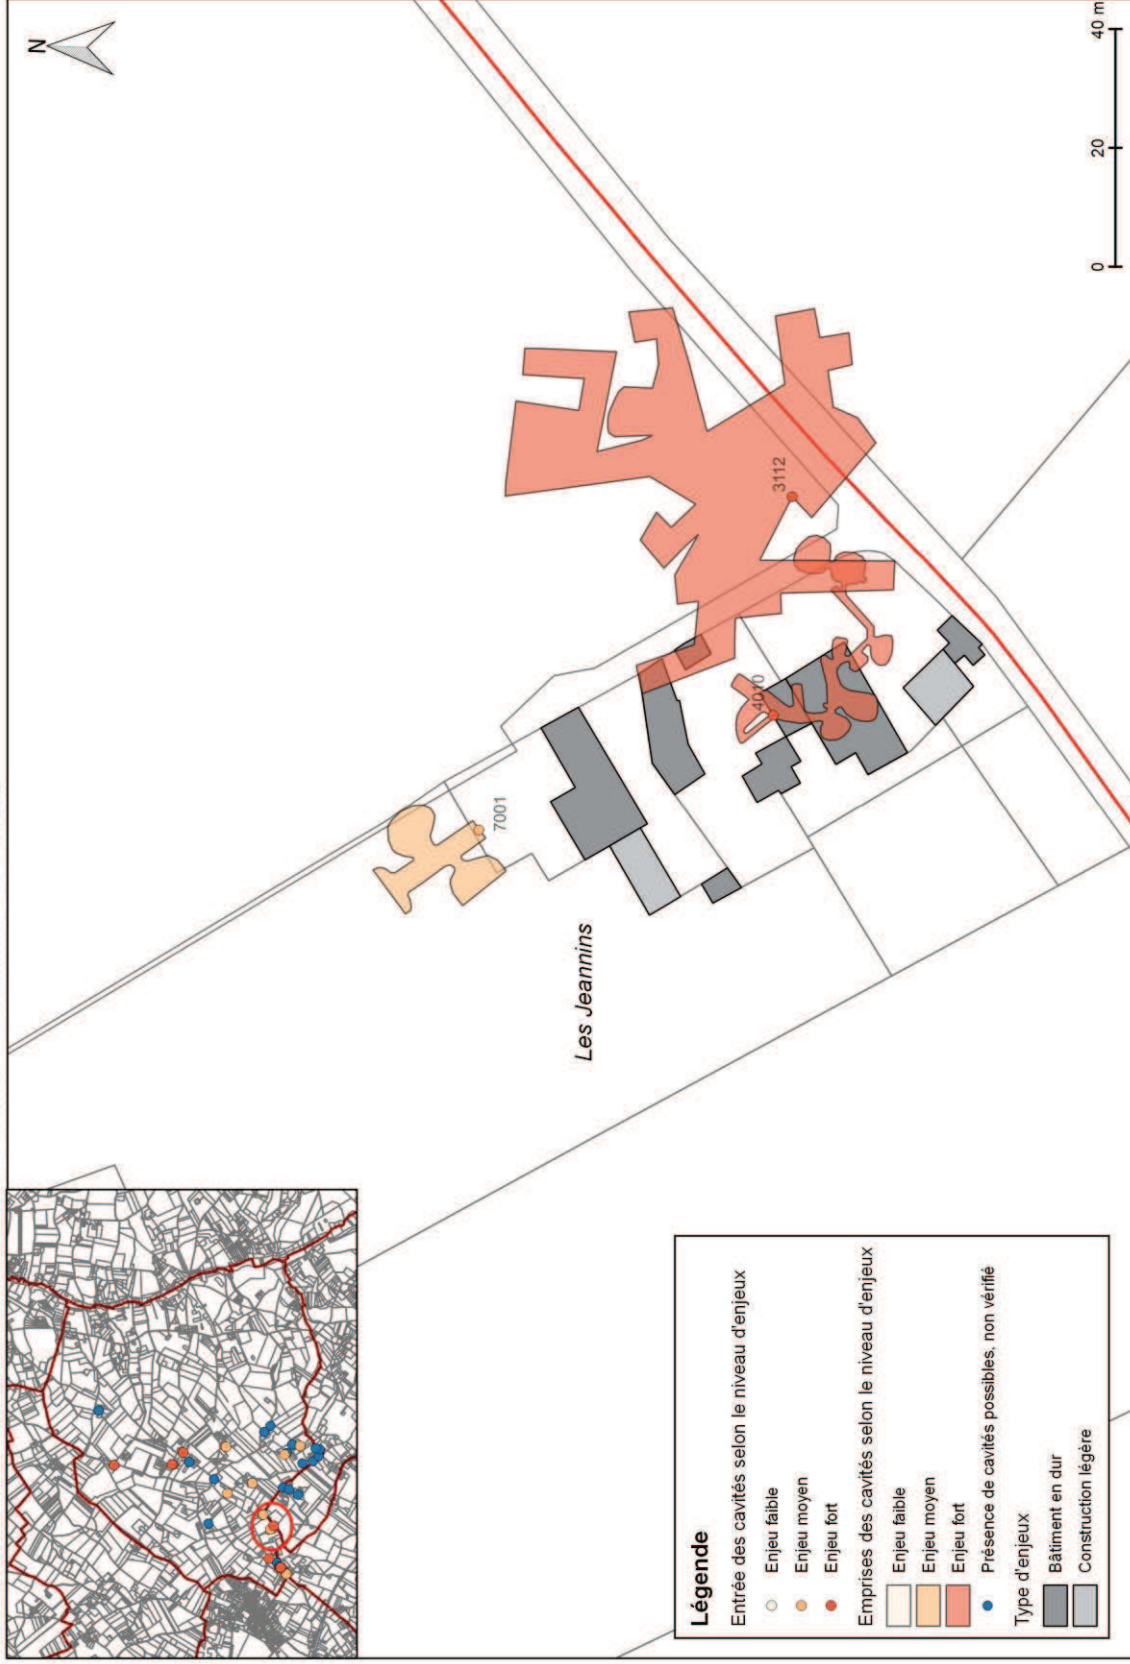 N
7001
4010
3112
Les Jeannins
0 20 40 m
Légende
Entrée des cavités selon le niveau d'enjeux
Enjeu faible
Enjeu moyen
Enjeu fort
Emprises des cavités selon le niveau d'enjeux
Enjeu faible
Enjeu moyen
Enjeu fort
Présence de cavités possibles, non vérifié
Type d'enjeux
Bâtiment en dur
Construction légère